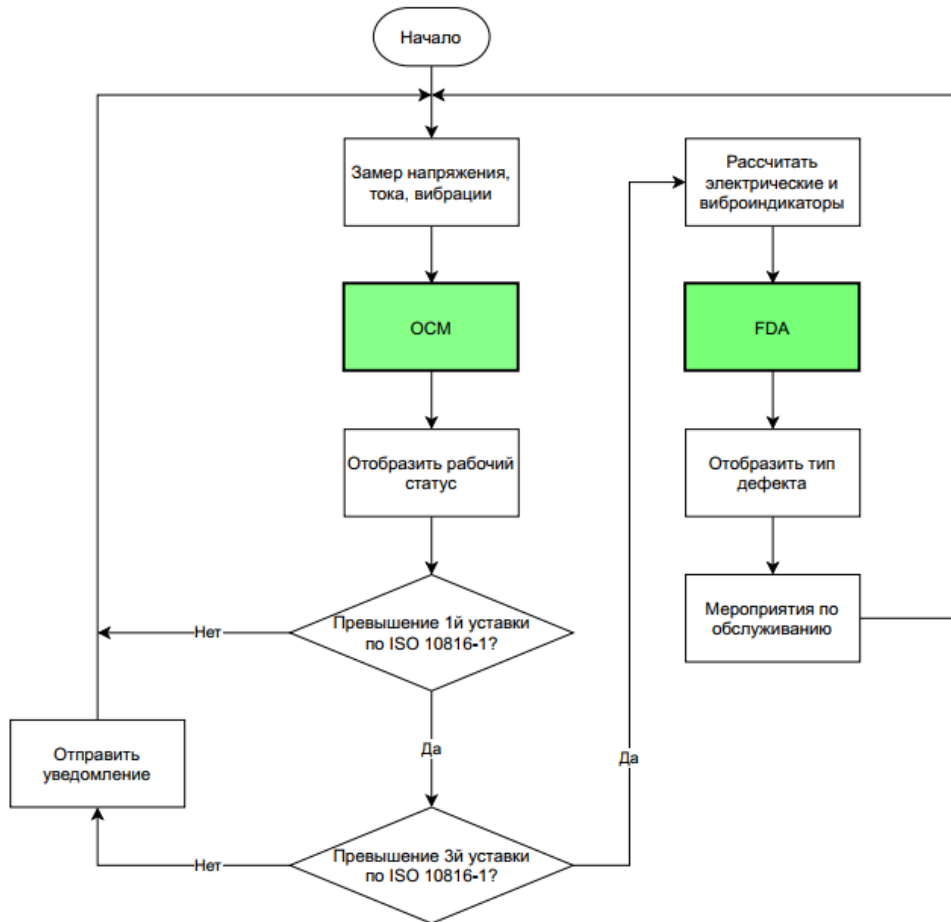 Начало
Замер напряжения,
тока, вибрации
OCM
Отобразить рабочий
статус
Превышение 1й уставки
по ISO 10816-1?
Нет
Да
Отправить
уведомление
Превышение 3й уставки
по ISO 10816-1?
Нет
Да
Рассчитать
электрические и
виброиндикаторы
FDA
Отобразить тип
дефекта
Мероприятия по
обслуживанию